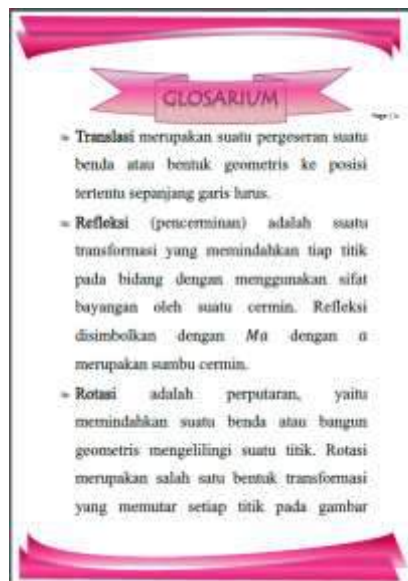 GLOSARIUM
Translasi merupakan suatu pergeseran suatu
benda atau bentuk geometris ke posisi
tertentu sepanjang garis lurus.
Refleksi (pencerminan) adalah suatu
transformasi yang memindahkan tiap titik
pada bidang dengan menggunakan sifat
bayangan oleh suatu cermin. Refleksi
disimbolkan dengan Ma dengan a
merupakan sumbu cermin.
Rotasi adalah perputaran, yaitu
memindahkan suatu benda atau bangun
geometris mengelilingi suatu titik. Rotasi
merupakan salah satu bentuk transformasi
yang memutar setiap titik pada gambar